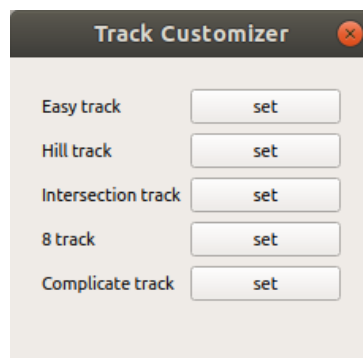 Track Customizer
Easy track set
Hill track set
Intersection track set
8 track set
Complicate track set